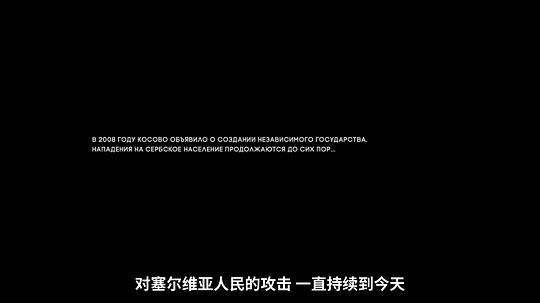 В 2008 ГОДУ КОСОВО ОБЪЯВИЛО О СОЗДАНИИ НЕЗАВИСИМОГО ГОСУДАРСТВА.
НАПАДЕНИЯ НА СЕРБСКОЕ НАСЕЛЕНИЕ ПРОДОЛЖАЮТСЯ ДО СИХ ПОР...
对塞尔维亚人民的攻击 一直持续到今天